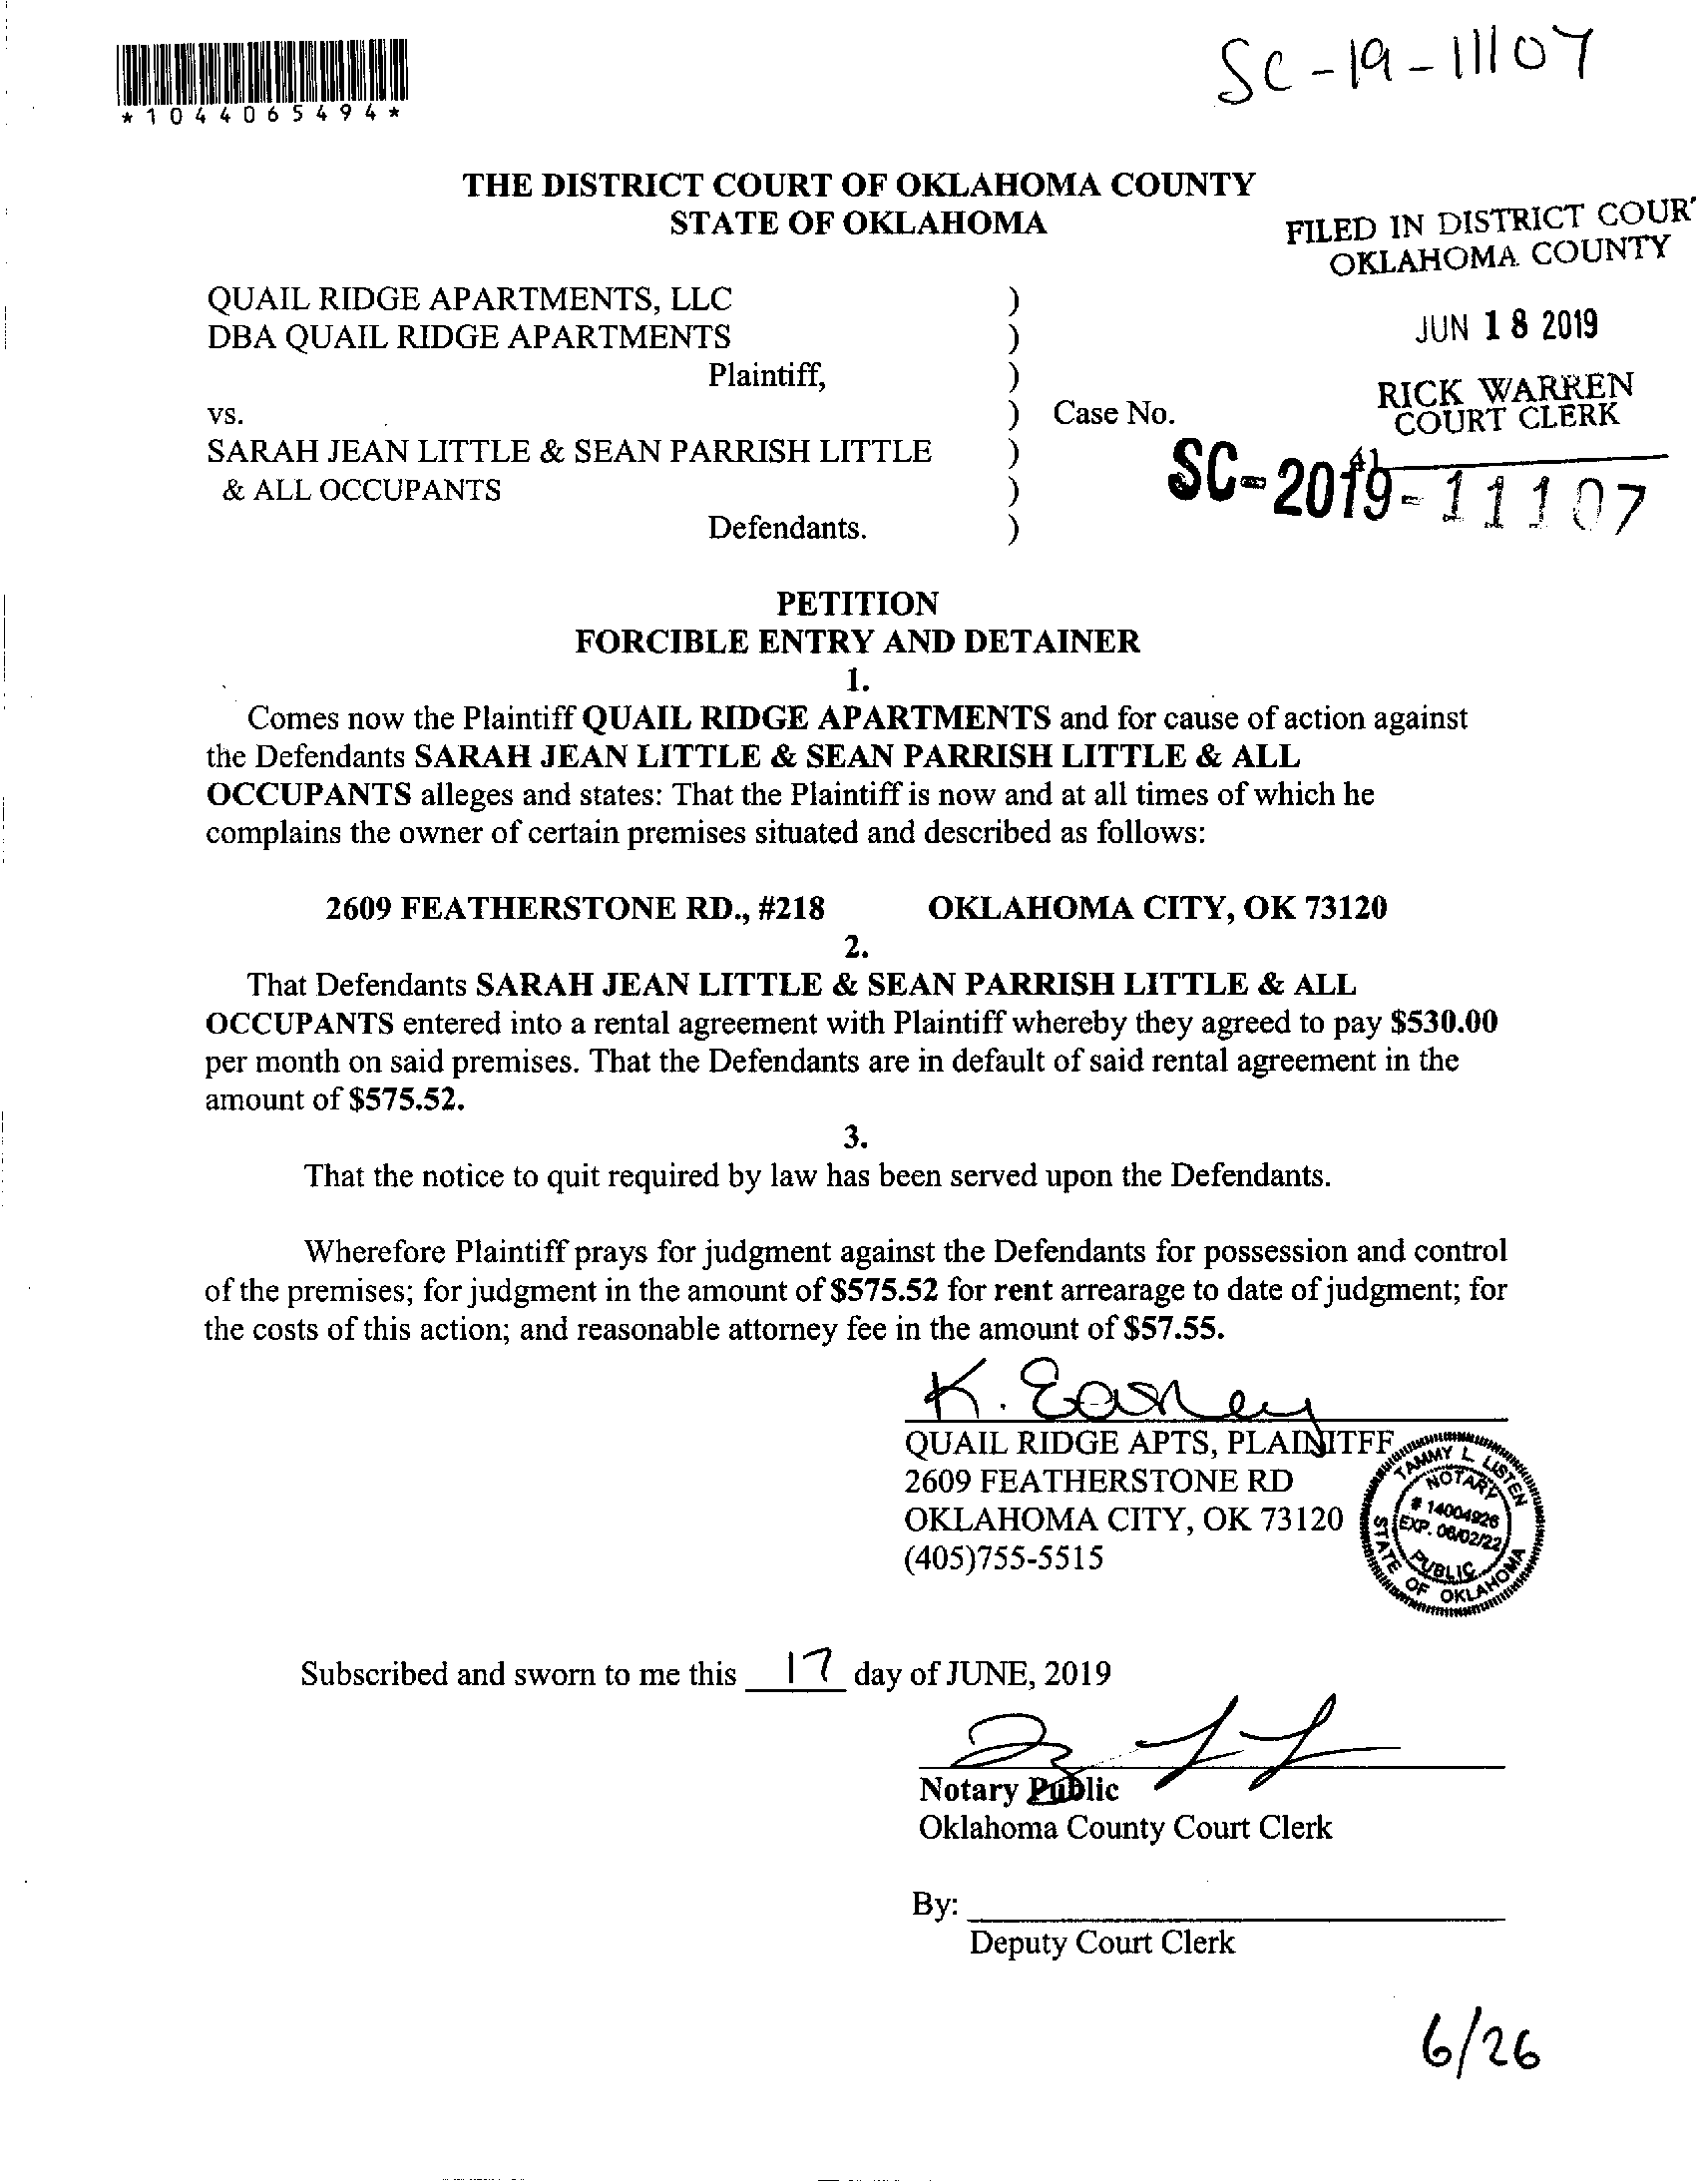 SC-19-11107
*1044065494*
THE DISTRICT COURT OF OKLAHOMA COUNTY
STATE OF OKLAHOMA
FILED IN DISTRICT COUR
OKLAHOMA COUNTY
JUN 18 2019
RICK WARREN
COURT CLERK
QUAIL RIDGE APARTMENTS, LLC )
DBA QUAIL RIDGE APARTMENTS )
Plaintiff, )
vs. ) Case No.
SARAH JEAN LITTLE & SEAN PARRISH LITTLE )
& ALL OCCUPANTS )
Defendants. )
SC-2019-11107
PETITION
FORCIBLE ENTRY AND DETAINER
1.
Comes now the Plaintiff QUAIL RIDGE APARTMENTS and for cause of action against
the Defendants SARAH JEAN LITTLE & SEAN PARRISH LITTLE & ALL
OCCUPANTS alleges and states: That the Plaintiff is now and at all times of which he
complains the owner of certain premises situated and described as follows:
2609 FEATHERSTONE RD., #218 OKLAHOMA CITY, OK 73120
2.
That Defendants SARAH JEAN LITTLE & SEAN PARRISH LITTLE & ALL
OCCUPANTS entered into a rental agreement with Plaintiff whereby they agreed to pay $530.00
per month on said premises. That the Defendants are in default of said rental agreement in the
amount of $575.52.
3.
That the notice to quit required by law has been served upon the Defendants.
Wherefore Plaintiff prays for judgment against the Defendants for possession and control
of the premises; for judgment in the amount of $575.52 for rent arrearage to date of judgment; for
the costs of this action; and reasonable attorney fee in the amount of $57.55.
K. Easley
QUAIL RIDGE APTS, PLAINITFF
2609 FEATHERSTONE RD
OKLAHOMA CITY, OK 73120
(405)755-5515
TAMMY L. LISTEN
NOTARY
# 14004926
EXP. 06/02/22
PUBLIC
STATE OF OKLAHOMA
Subscribed and sworn to me this 17 day of JUNE, 2019
Notary Public
Oklahoma County Court Clerk
By:
Deputy Court Clerk
6/26